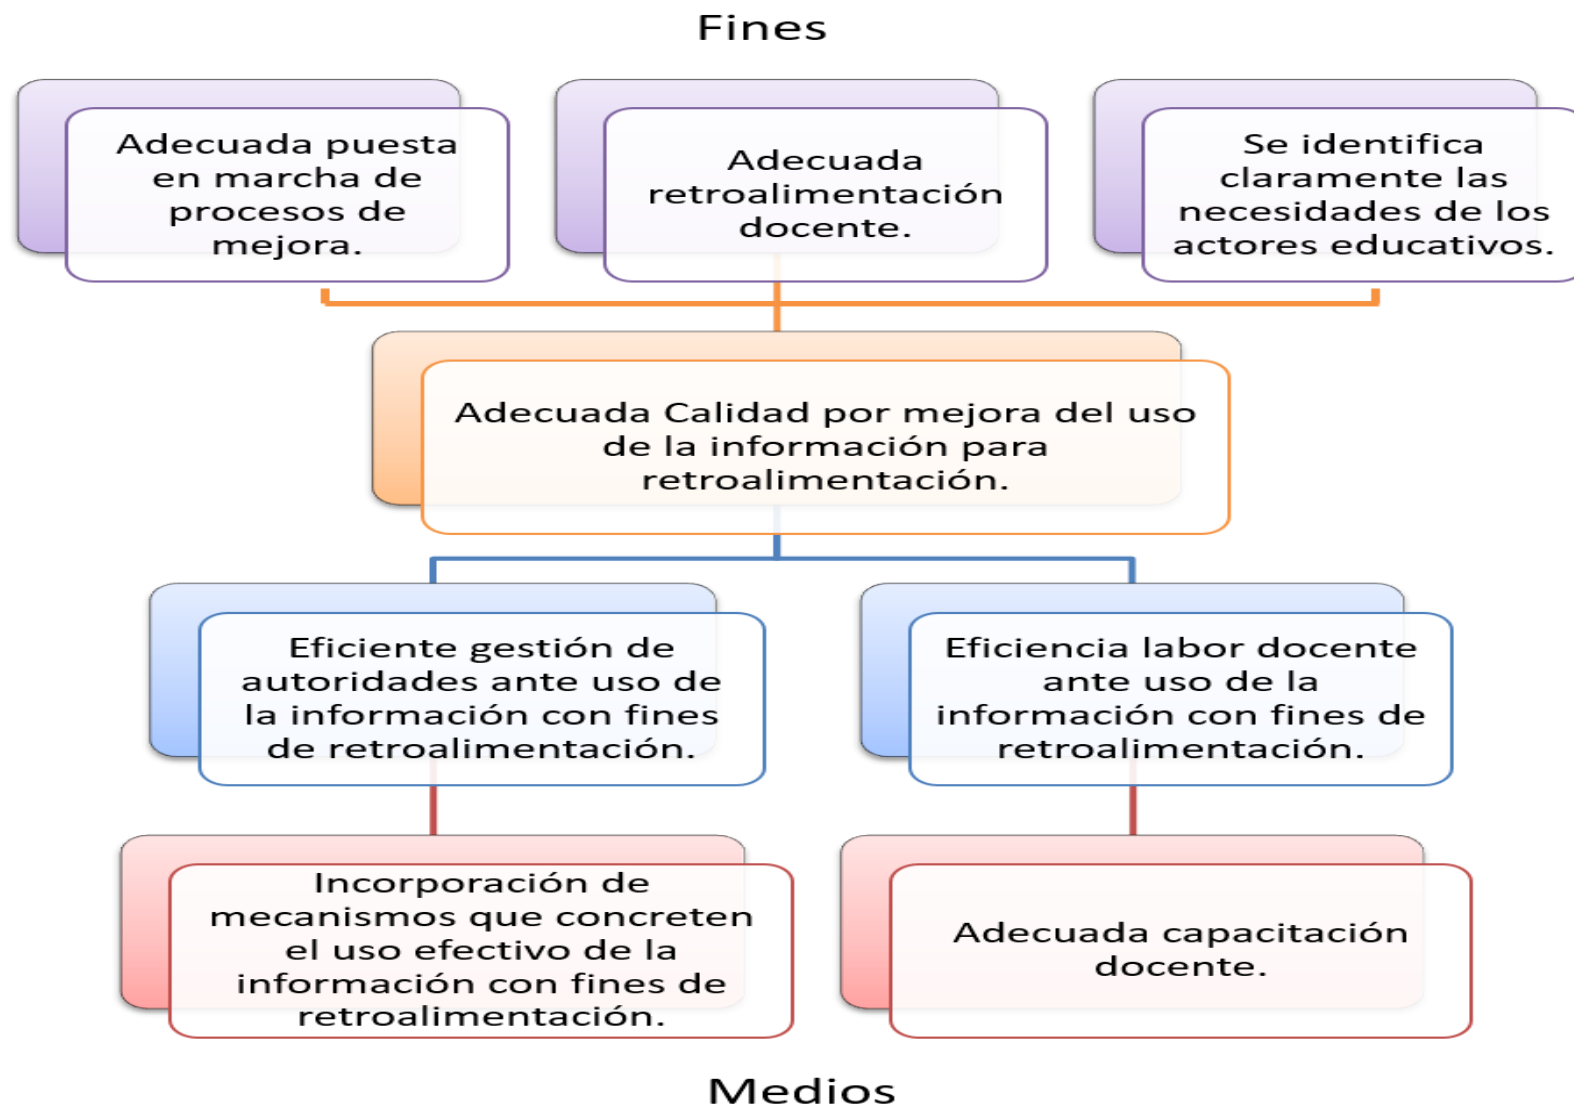 Fines
Adecuada puesta
en marcha de
procesos de
mejora.
Adecuada
retroalimentación
docente.
Se identifica
claramente las
necesidades de los
actores educativos.
Adecuada Calidad por mejora del uso
de la información para
retroalimentación.
Eficiente gestión de
autoridades ante uso de
la información con fines
de retroalimentación.
Eficiencia labor docente
ante uso de la
información con fines de
retroalimentación.
Incorporación de
mecanismos que concreten
el uso efectivo de la
información con fines de
retroalimentación.
Adecuada capacitación
docente.
Medios